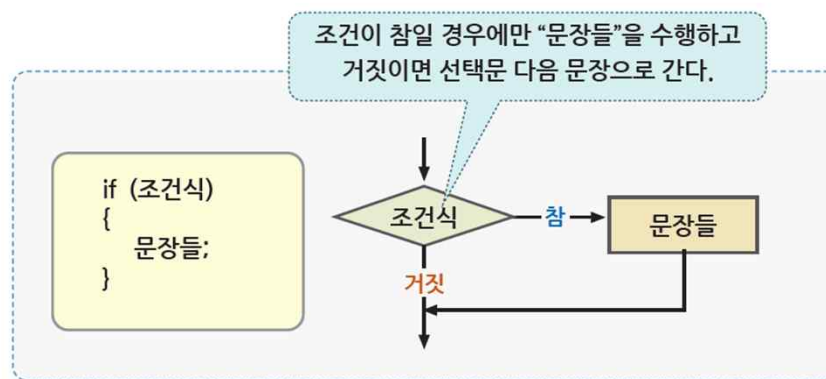 조건이 참일 경우에만 “문장들”을 수행하고
거짓이면 선택문 다음 문장으로 간다.
if (조건식)
{
문장들;
}
조건식
참
문장들
거짓